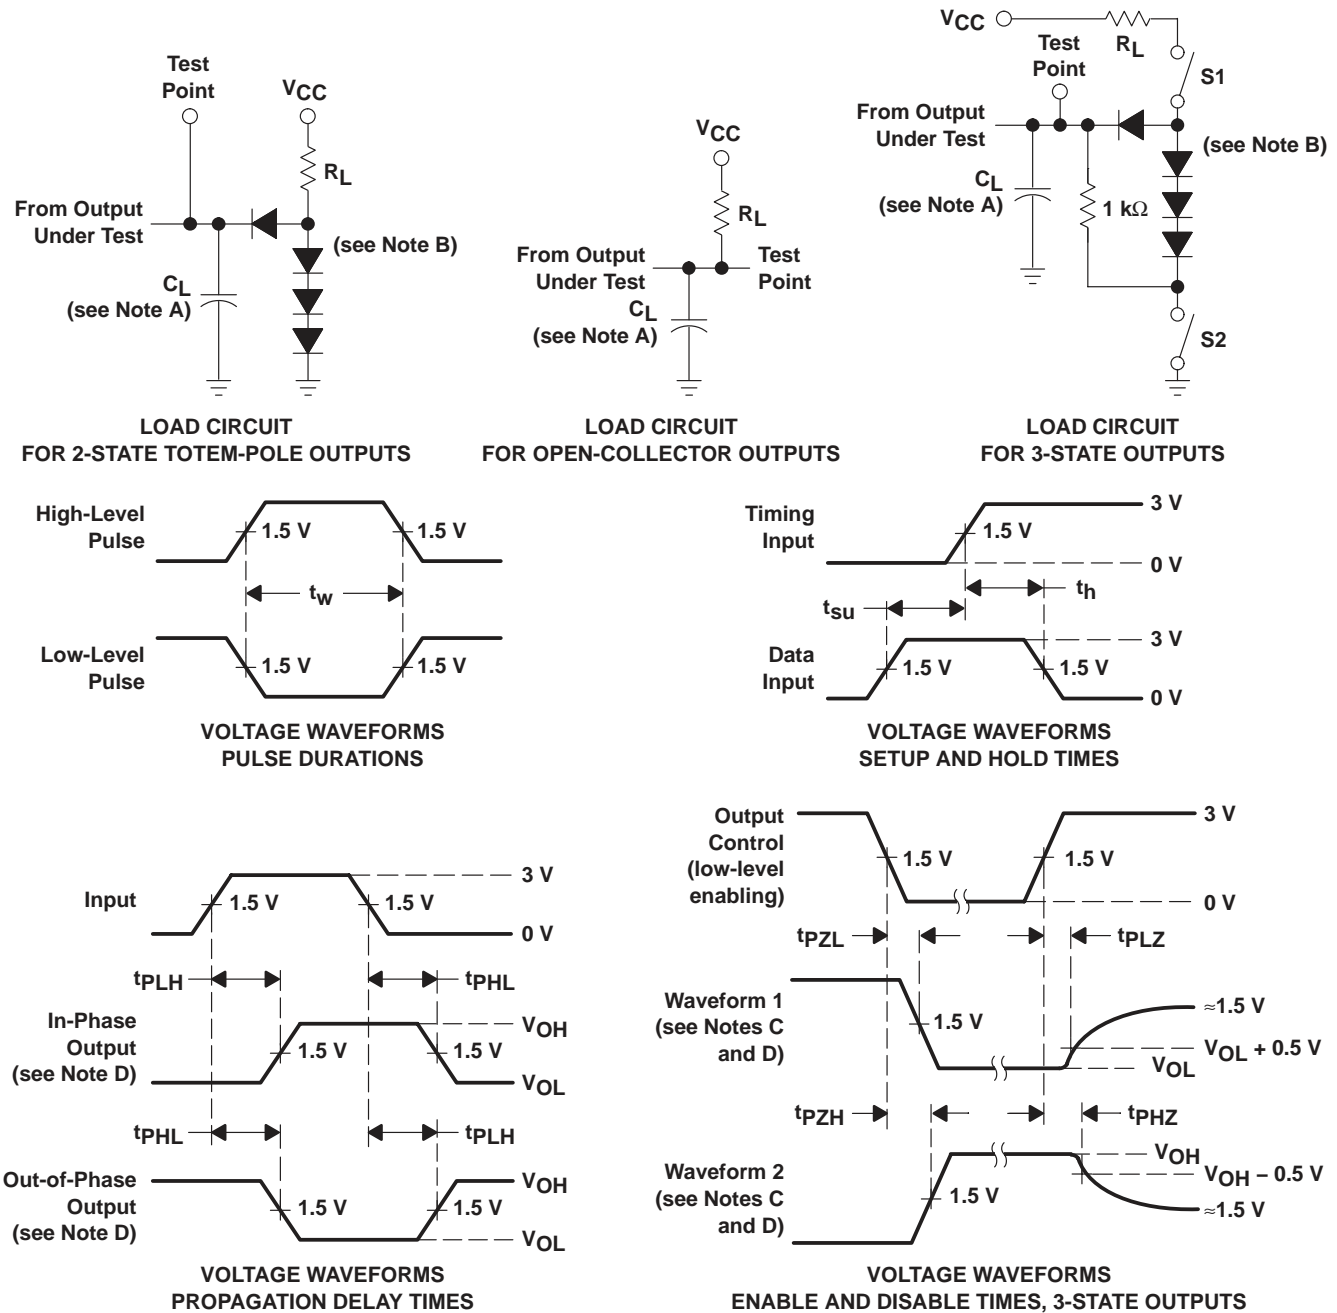 Test
Point
VCC
RL
From Output
Under Test
(see Note B)
CL
(see Note A)
LOAD CIRCUIT
FOR 2-STATE TOTEM-POLE OUTPUTS
VCC
RL
From Output
Under Test
Test
Point
CL
(see Note A)
LOAD CIRCUIT
FOR OPEN-COLLECTOR OUTPUTS
VCC
RL
Test
Point
S1
From Output
Under Test
(see Note B)
CL
(see Note A)
1 kΩ
S2
LOAD CIRCUIT
FOR 3-STATE OUTPUTS
High-Level
Pulse
1.5 V
1.5 V
tw
Low-Level
Pulse
1.5 V
1.5 V
VOLTAGE WAVEFORMS
PULSE DURATIONS
Timing
Input
3 V
1.5 V
0 V
th
tsu
3 V
Data
Input
1.5 V
1.5 V
0 V
VOLTAGE WAVEFORMS
SETUP AND HOLD TIMES
Input
3 V
1.5 V
1.5 V
0 V
tPLH
tPHL
In-Phase
Output
(see Note D)
VOH
1.5 V
1.5 V
VOL
tPHL
tPLH
Out-of-Phase
Output
(see Note D)
VOH
1.5 V
1.5 V
VOL
VOLTAGE WAVEFORMS
PROPAGATION DELAY TIMES
Output
Control
(low-level
enabling)
3 V
1.5 V
1.5 V
0 V
tPZL
tPLZ
Waveform 1
(see Notes C
and D)
≈1.5 V
1.5 V
VOL + 0.5 V
VOL
tPZH
tPHZ
Waveform 2
(see Notes C
and D)
VOH
VOH – 0.5 V
1.5 V
≈1.5 V
VOLTAGE WAVEFORMS
ENABLE AND DISABLE TIMES, 3-STATE OUTPUTS